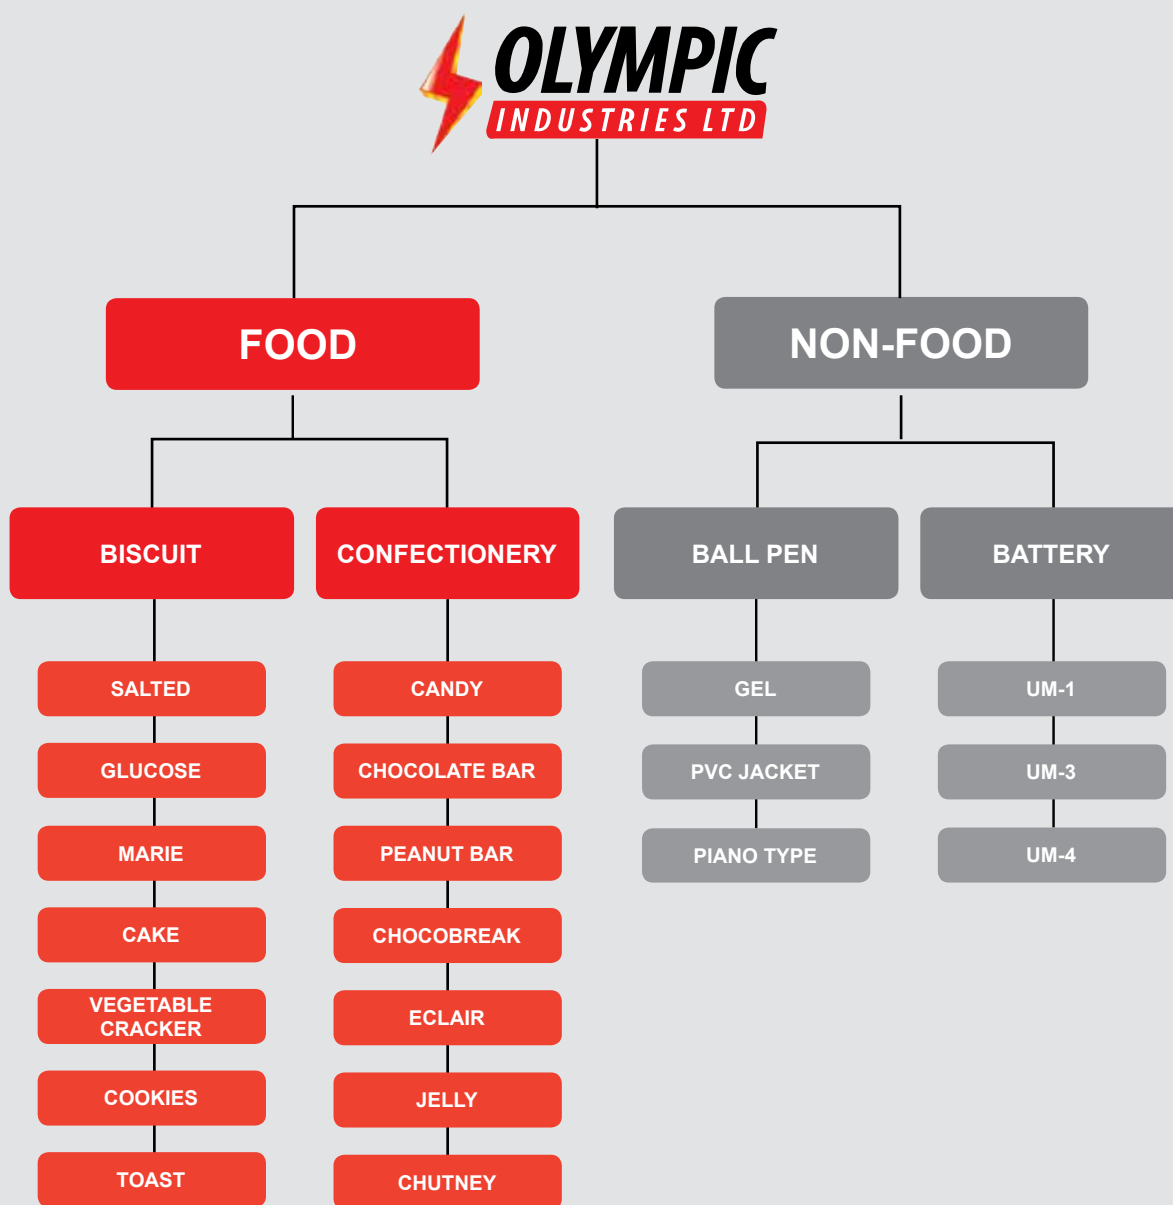 OLYMPIC
INDUSTRIES LTD
FOOD
NON-FOOD
BISCUIT
CONFECTIONERY
BALL PEN
BATTERY
SALTED
GLUCOSE
MARIE
CAKE
VEGETABLE
CRACKER
COOKIES
TOAST
CANDY
CHOCOLATE BAR
PEANUT BAR
CHOCOBREAK
ECLAIR
JELLY
CHUTNEY
GEL
PVC JACKET
PIANO TYPE
UM-1
UM-3
UM-4